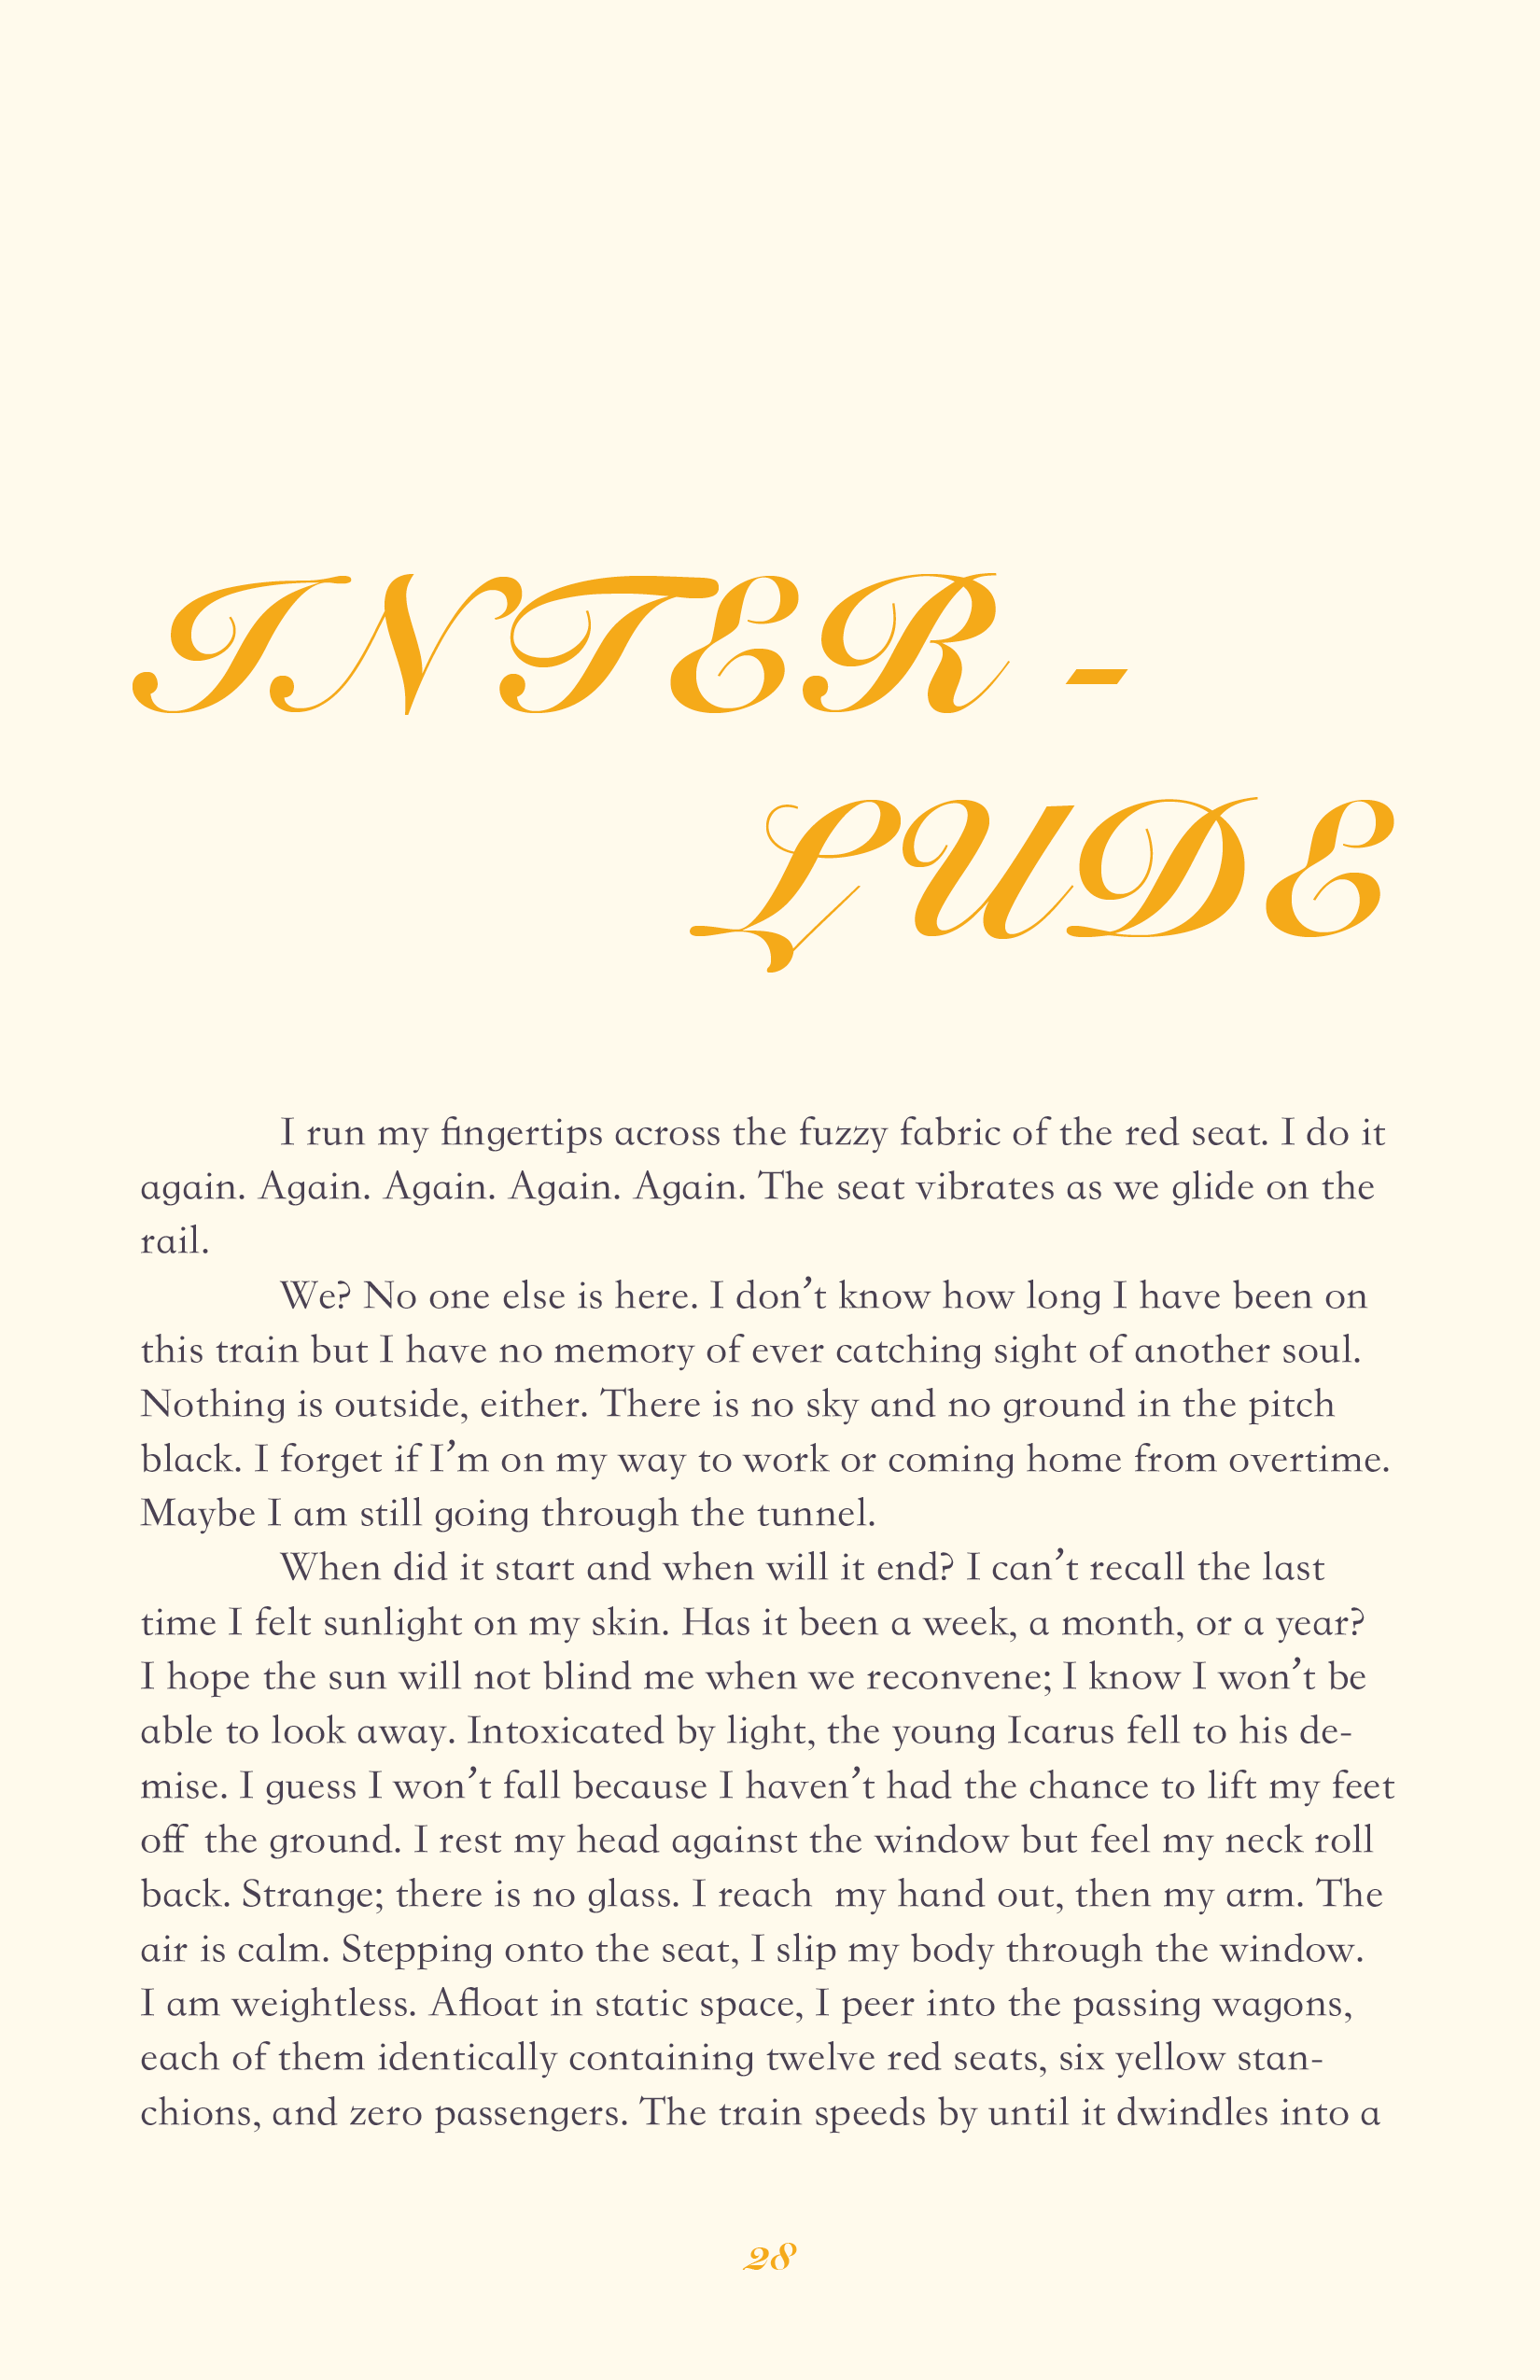 INTER -
LUDE
I run my fingertips across the fuzzy fabric of the red seat. I do it
again. Again. Again. Again. Again. The seat vibrates as we glide on the
rail.
We? No one else is here. I don’t know how long I have been on
this train but I have no memory of ever catching sight of another soul.
Nothing is outside, either. There is no sky and no ground in the pitch
black. I forget if I’m on my way to work or coming home from overtime.
Maybe I am still going through the tunnel.
When did it start and when will it end? I can’t recall the last
time I felt sunlight on my skin. Has it been a week, a month, or a year?
I hope the sun will not blind me when we reconvene; I know I won’t be
able to look away. Intoxicated by light, the young Icarus fell to his de-
mise. I guess I won’t fall because I haven’t had the chance to lift my feet
off the ground. I rest my head against the window but feel my neck roll
back. Strange; there is no glass. I reach my hand out, then my arm. The
air is calm. Stepping onto the seat, I slip my body through the window.
I am weightless. Afloat in static space, I peer into the passing wagons,
each of them identically containing twelve red seats, six yellow stan-
chions, and zero passengers. The train speeds by until it dwindles into a
28